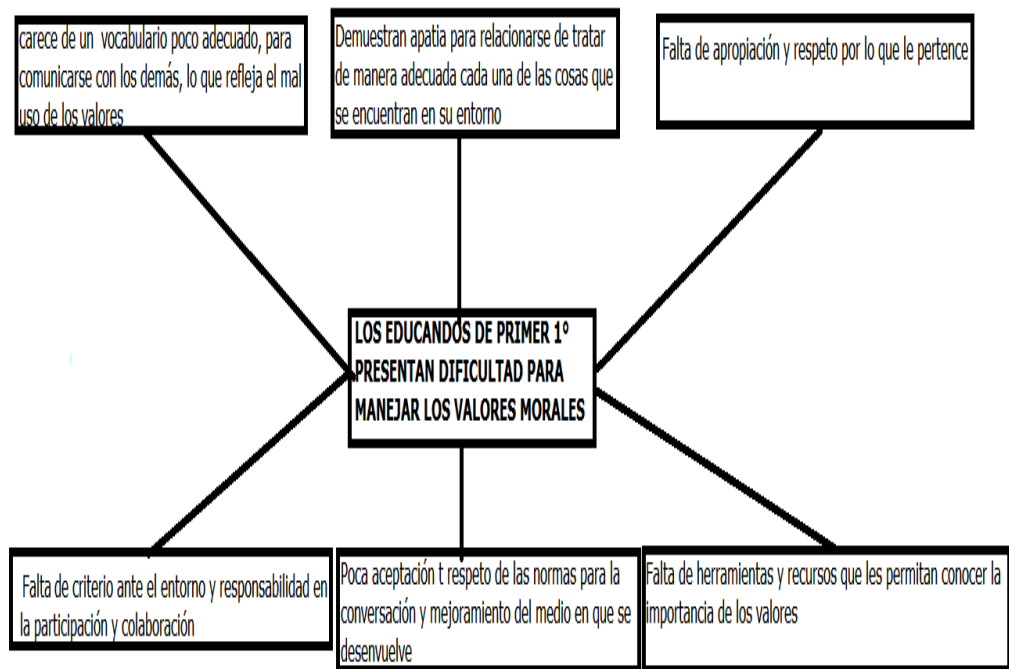 carece de un vocabulario poco adecuado, para
comunicarse con los demás, lo que refleja el mal
uso de los valores
Demuestran apatia para relacionarse de tratar
de manera adecuada cada una de las cosas que
se encuentran en su entorno
Falta de apropiación y respeto por lo que le pertence
LOS EDUCANDOS DE PRIMER 1º
PRESENTAN DIFICULTAD PARA
MANEJAR LOS VALORES MORALES
Falta de criterio ante el entorno y responsabilidad en
la participación y colaboración
Poca aceptación t respeto de las normas para la
conversación y mejoramiento del medio en que se
desenvuelve
Falta de herramientas y recursos que les permitan conocer la
importancia de los valores